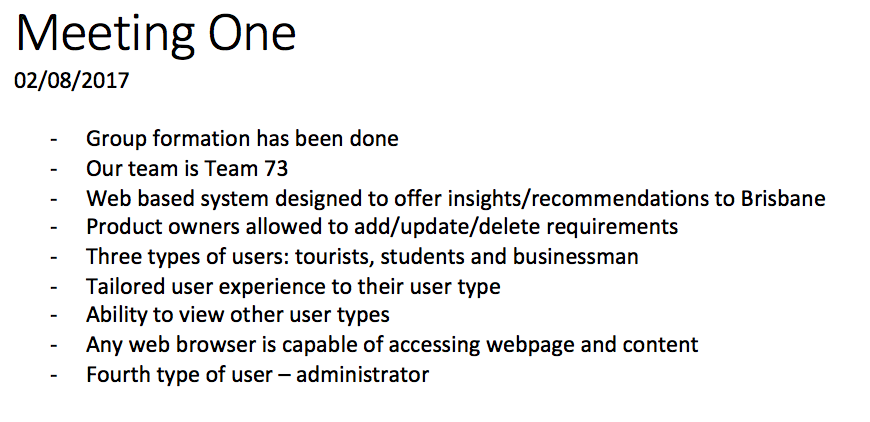 Meeting One
02/08/2017
- Group formation has been done
- Our team is Team 73
- Web based system designed to offer insights/recommendations to Brisbane
- Product owners allowed to add/update/delete requirements
- Three types of users: tourists, students and businessman
- Tailored user experience to their user type
- Ability to view other user types
- Any web browser is capable of accessing webpage and content
- Fourth type of user – administrator